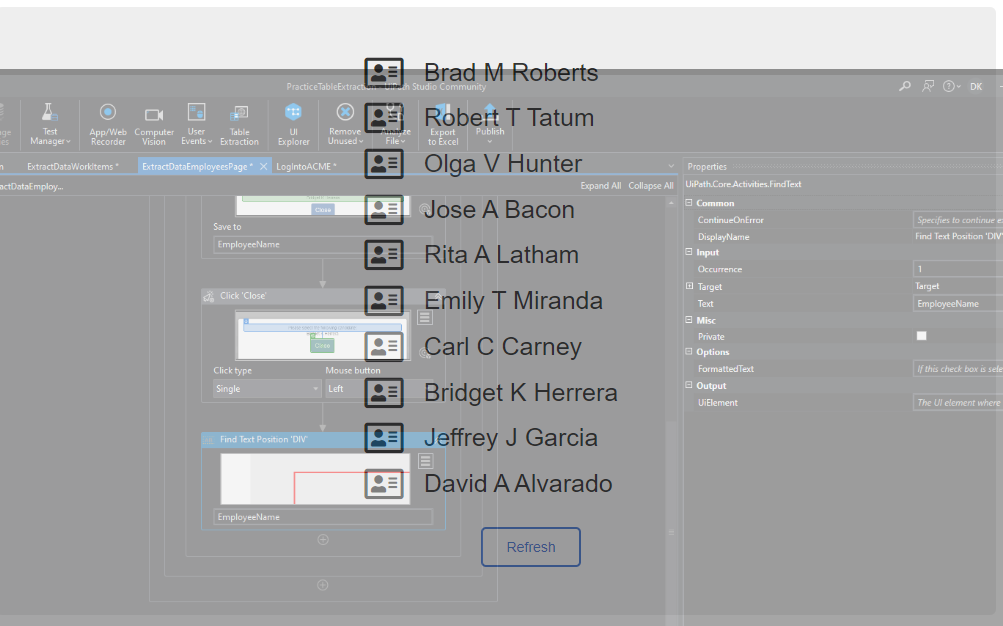 Brad M Roberts
PracticeTableExtraction - UiPath Studio Community
DK
Robert T Tatum
Test Manager
App/Web Recorder
Computer Vision
User Events
Table Extraction
UI Explorer
Remove Unused
Analyze File
Export to Excel
Publish
Olga V Hunter
ExtractDataWorkItems *
ExtractDataEmployeesPage *
LogIntoACME *
Properties
actDataEmploy...
Expand All Collapse All
UiPath.Core.Activities.FindText
Jose A Bacon
Close
Common
ContinueOnError
Specifies to continue e
Save to
DisplayName
Find Text Position 'DIV'
EmployeeName
Rita A Latham
Input
Occurrence
1
Target
Target
Click 'Close'
Emily T Miranda
Text
EmployeeName
Misc
Private
Close
Carl C Carney
Options
Click type
Mouse button
FormattedText
If this check box is sele
Single
Left
Bridget K Herrera
Output
UiElement
The UI element where
Find Text Position 'DIV'
Jeffrey J Garcia
David A Alvarado
EmployeeName
Refresh